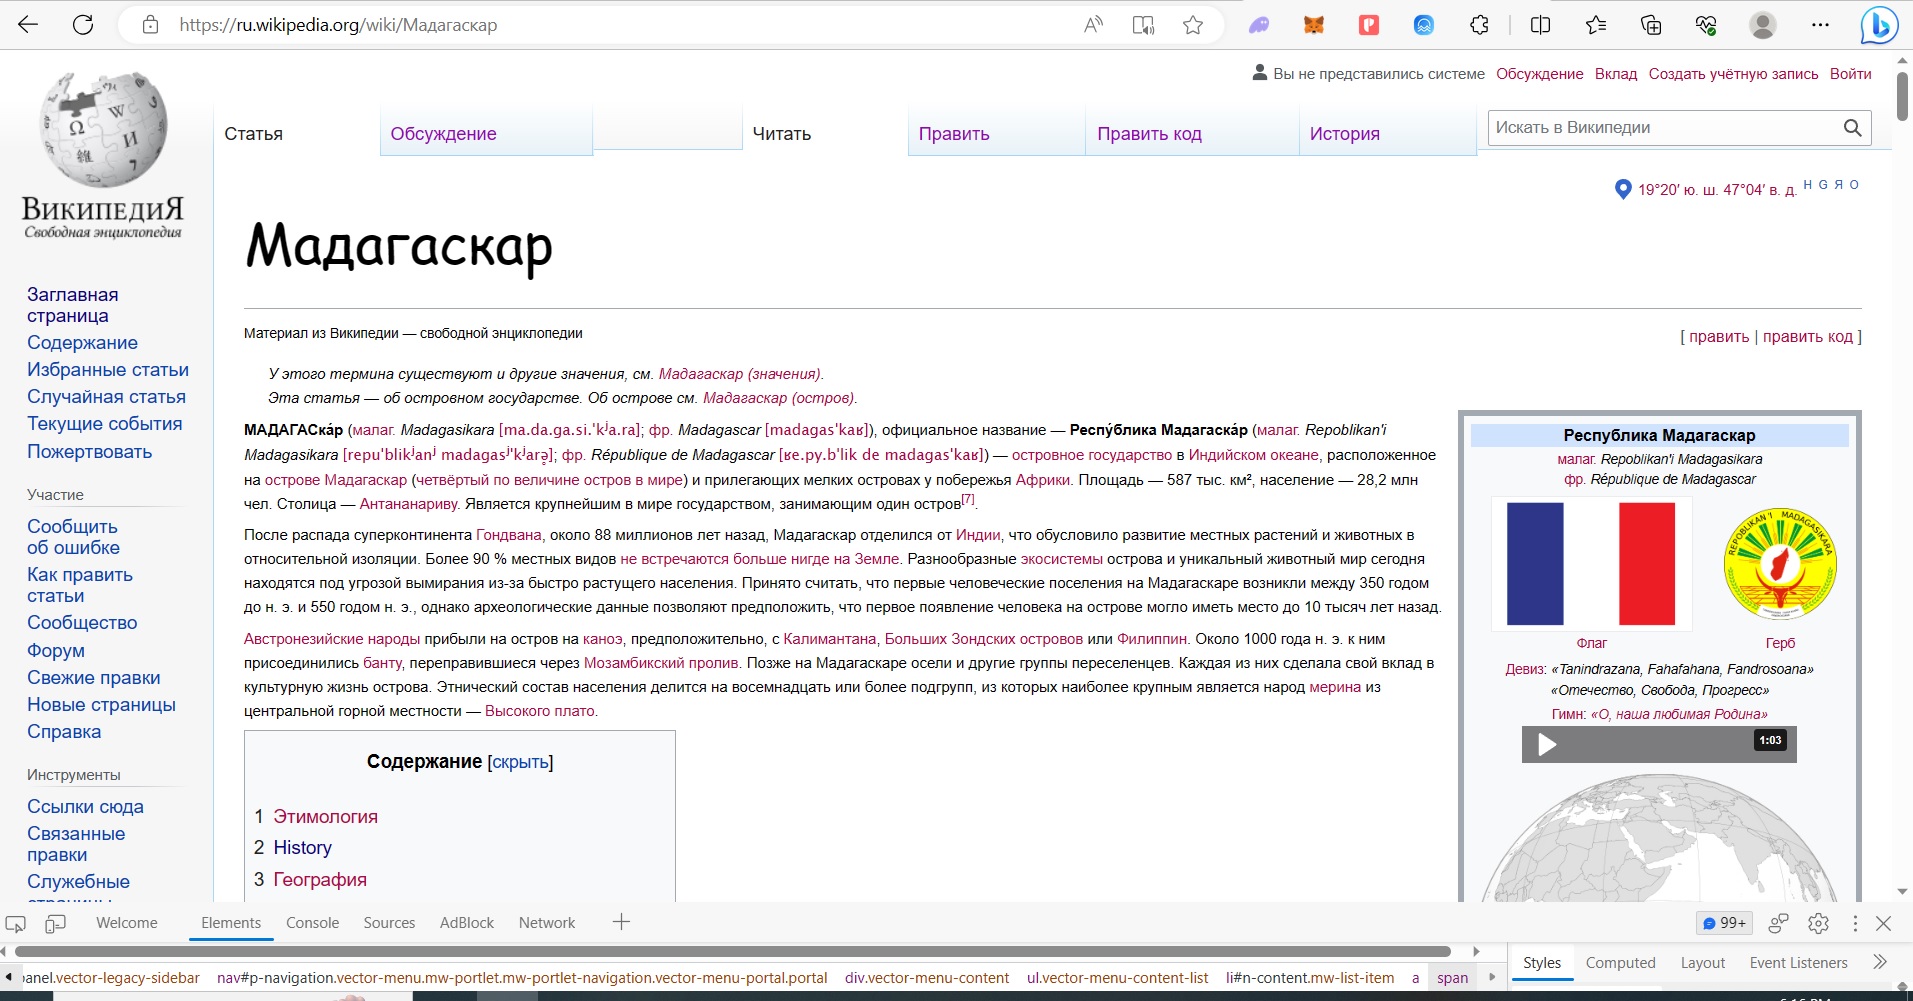 https://ru.wikipedia.org/wiki/Мадагаскар
Вы не представились системе Обсуждение Вклад Создать учётную запись Войти
Статья Обсуждение Читать Править Править код История Искать в Википедии
ВикипедиЯ
Свободная энциклопедия
19°20′ ю. ш. 47°04′ в. д. H G Я O
Мадагаскар
Материал из Википедии — свободной энциклопедии
[ править | править код ]
У этого термина существуют и другие значения, см. Мадагаскар (значения).
Эта статья — об островном государстве. Об острове см. Мадагаскар (остров).
МАДАГАСка́р (малаг. Madagasikara [ma.da.ga.si.ˈkʲa.ra]; фр. Madagascar [madagasˈkaʁ]), официальное название — Респу́блика Мадагаска́р (малаг. Repoblikan'i
Madagasikara [repuˈblikʲanʲ madagasʲˈkʲarə̥]; фр. République de Madagascar [ʁe.py.bˈlik de madagasˈkaʁ]) — островное государство в Индийском океане, расположенное
на острове Мадагаскар (четвёртый по величине остров в мире) и прилегающих мелких островах у побережья Африки. Площадь — 587 тыс. км², население — 28,2 млн
чел. Столица — Антананариву. Является крупнейшим в мире государством, занимающим один остров[7].
После распада суперконтинента Гондвана, около 88 миллионов лет назад, Мадагаскар отделился от Индии, что обусловило развитие местных растений и животных в
относительной изоляции. Более 90 % местных видов не встречаются больше нигде на Земле. Разнообразные экосистемы острова и уникальный животный мир сегодня
находятся под угрозой вымирания из-за быстро растущего населения. Принято считать, что первые человеческие поселения на Мадагаскаре возникли между 350 годом
до н. э. и 550 годом н. э., однако археологические данные позволяют предположить, что первое появление человека на острове могло иметь место до 10 тысяч лет назад.
Австронезийские народы прибыли на остров на каноэ, предположительно, с Калимантана, Больших Зондских островов или Филиппин. Около 1000 года н. э. к ним
присоединились банту, переправившиеся через Мозамбикский пролив. Позже на Мадагаскаре осели и другие группы переселенцев. Каждая из них сделала свой вклад в
культурную жизнь острова. Этнический состав населения делится на восемнадцать или более подгрупп, из которых наиболее крупным является народ мерина из
центральной горной местности — Высокого плато.
Содержание [скрыть]
1 Этимология
2 History
3 География
Республика Мадагаскар
малаг. Repoblikan'i Madagasikara
фр. République de Madagascar
REPOBLIKAN'I MADAGASIKARA
Флаг Герб
Девиз: «Tanindrazana, Fahafahana, Fandrosoana»
«Отечество, Свобода, Прогресс»
Гимн: «О, наша любимая Родина»
1:03
Заглавная
страница
Содержание
Избранные статьи
Случайная статья
Текущие события
Пожертвовать
Участие
Сообщить
об ошибке
Как править
статьи
Сообщество
Форум
Свежие правки
Новые страницы
Справка
Инструменты
Ссылки сюда
Связанные
правки
Служебные
Welcome Elements Console Sources AdBlock Network 99+
anel.vector-legacy-sidebar nav#p-navigation.vector-menu.mw-portlet.mw-portlet-navigation.vector-menu-portal.portal div.vector-menu-content ul.vector-menu-content-list li#n-content.mw-list-item a span
Styles Computed Layout Event Listeners